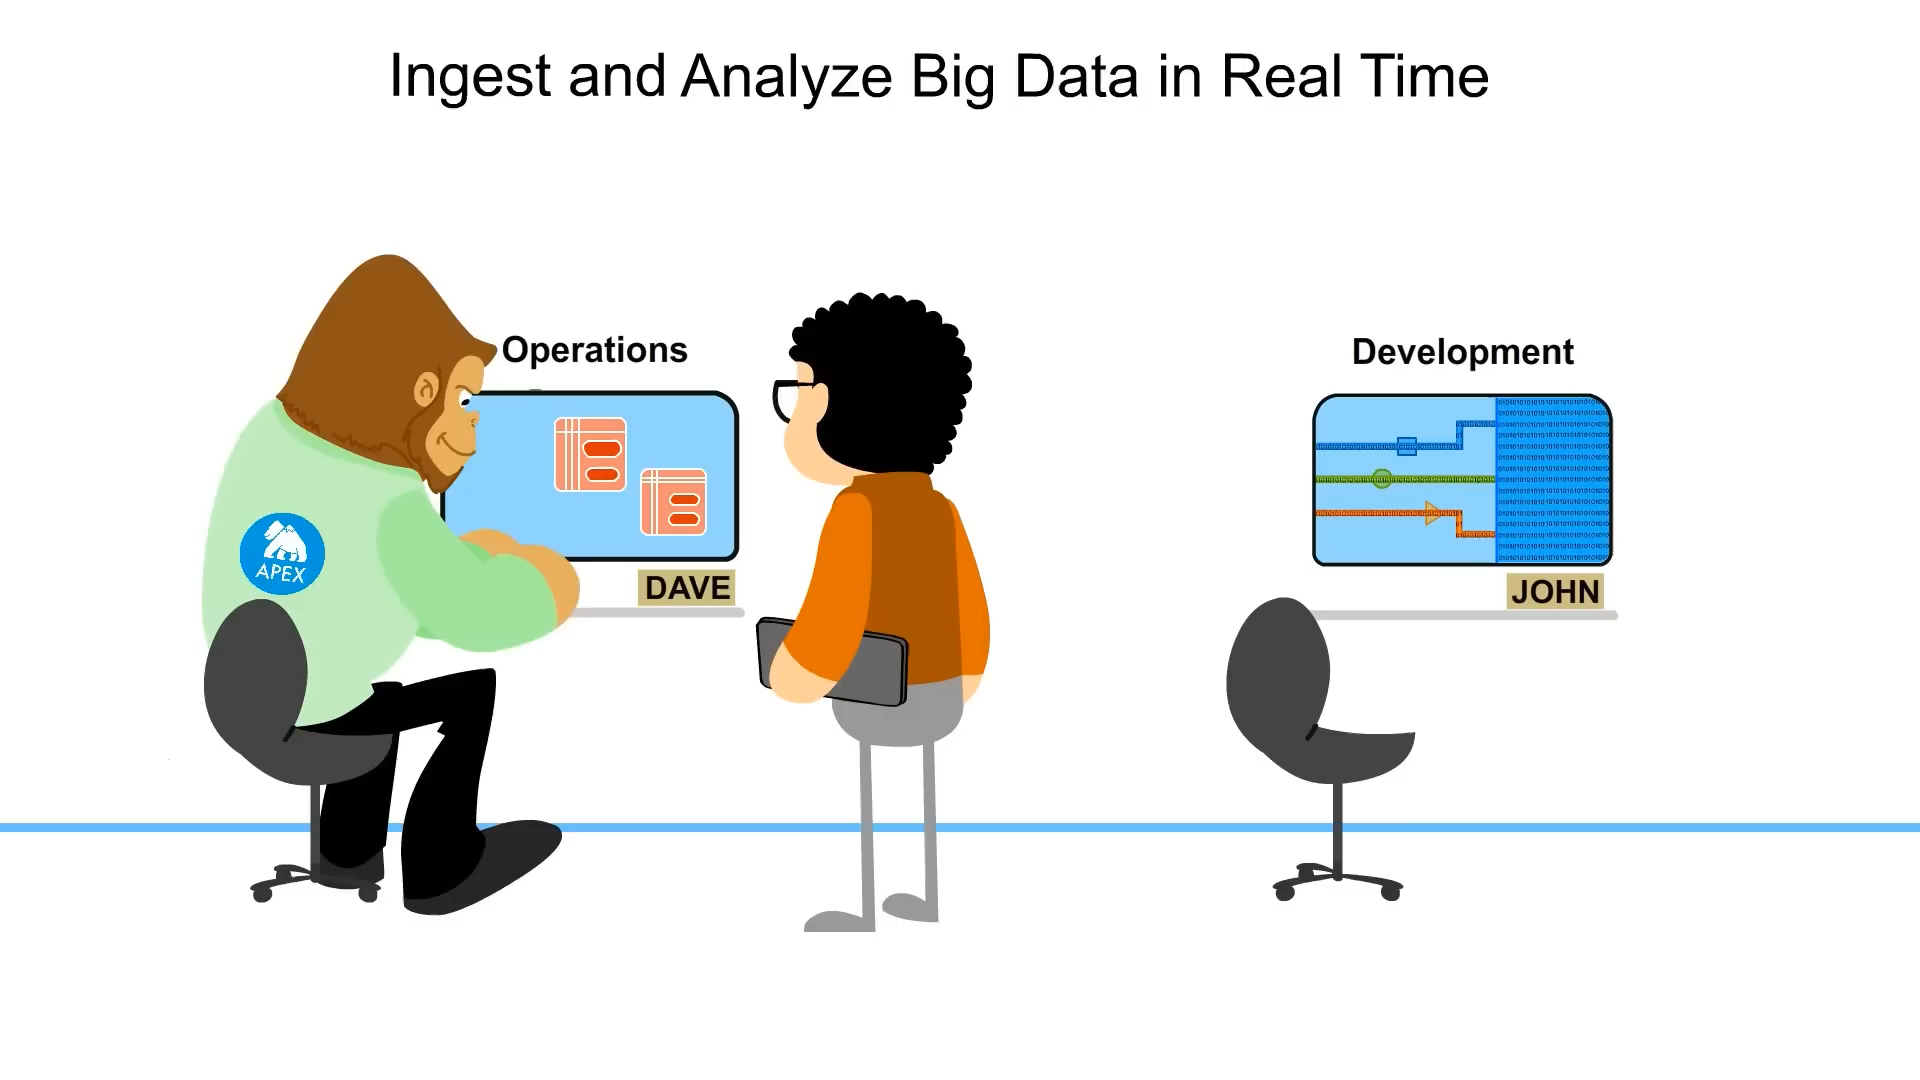 Ingest and Analyze Big Data in Real Time
Operations
Development
APEX
DAVE
JOHN